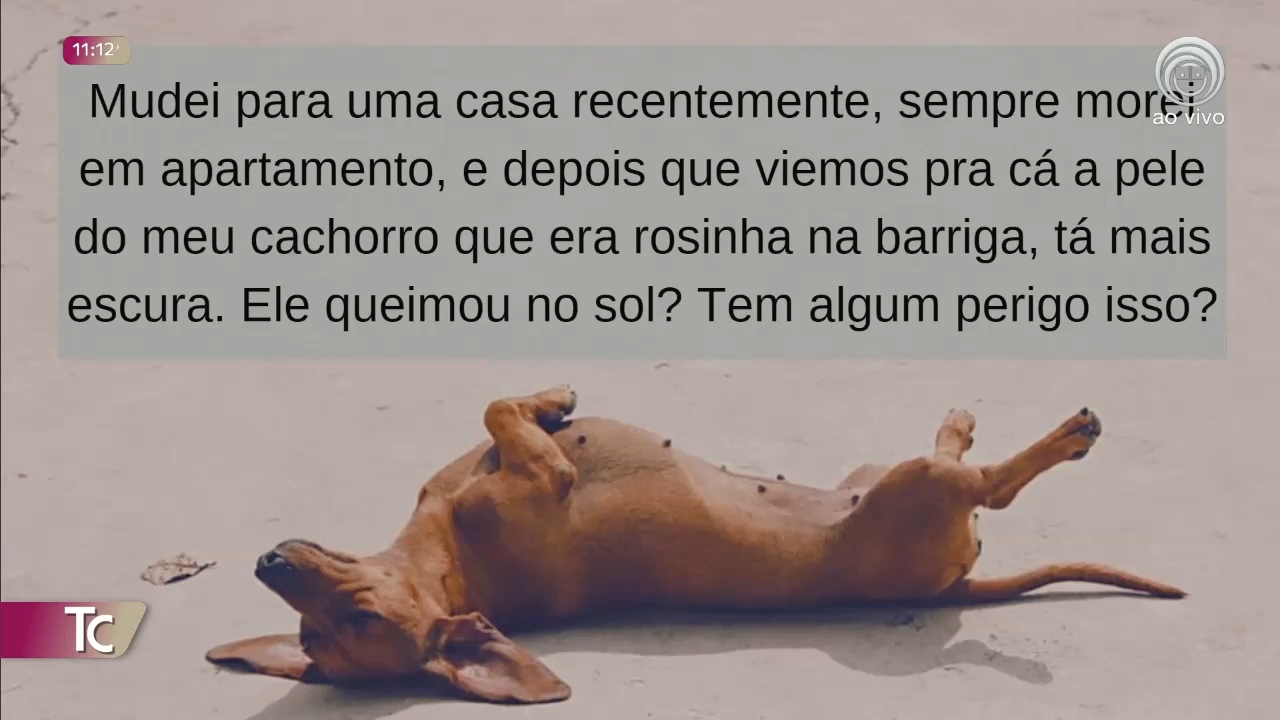 11:12
Mudei para uma casa recentemente, sempre morei
ao vivo
em apartamento, e depois que viemos pra cá a pele
do meu cachorro que era rosinha na barriga, tá mais
escura. Ele queimou no sol? Tem algum perigo isso?
Tc